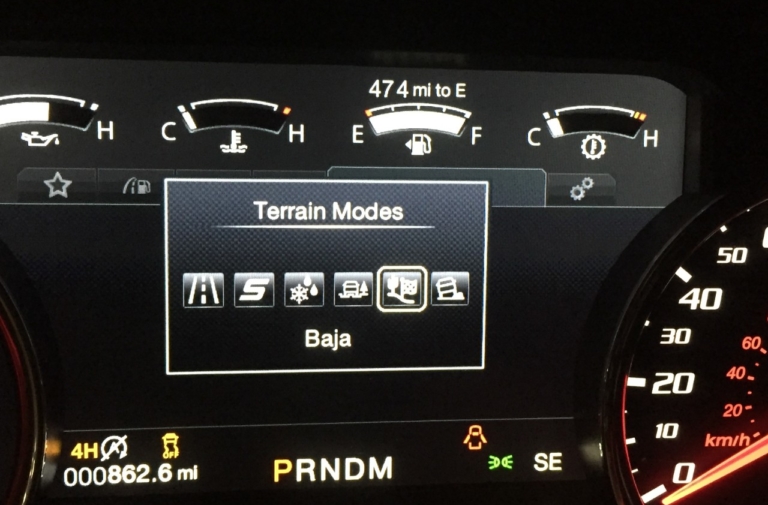 474 mi to E
H
C H
E F
C H
Terrain Modes
S
Baja
4H
OFF
000862.6 mi
PRNDM
SE
50
40
30
20
10
0
60
40
20
km/h